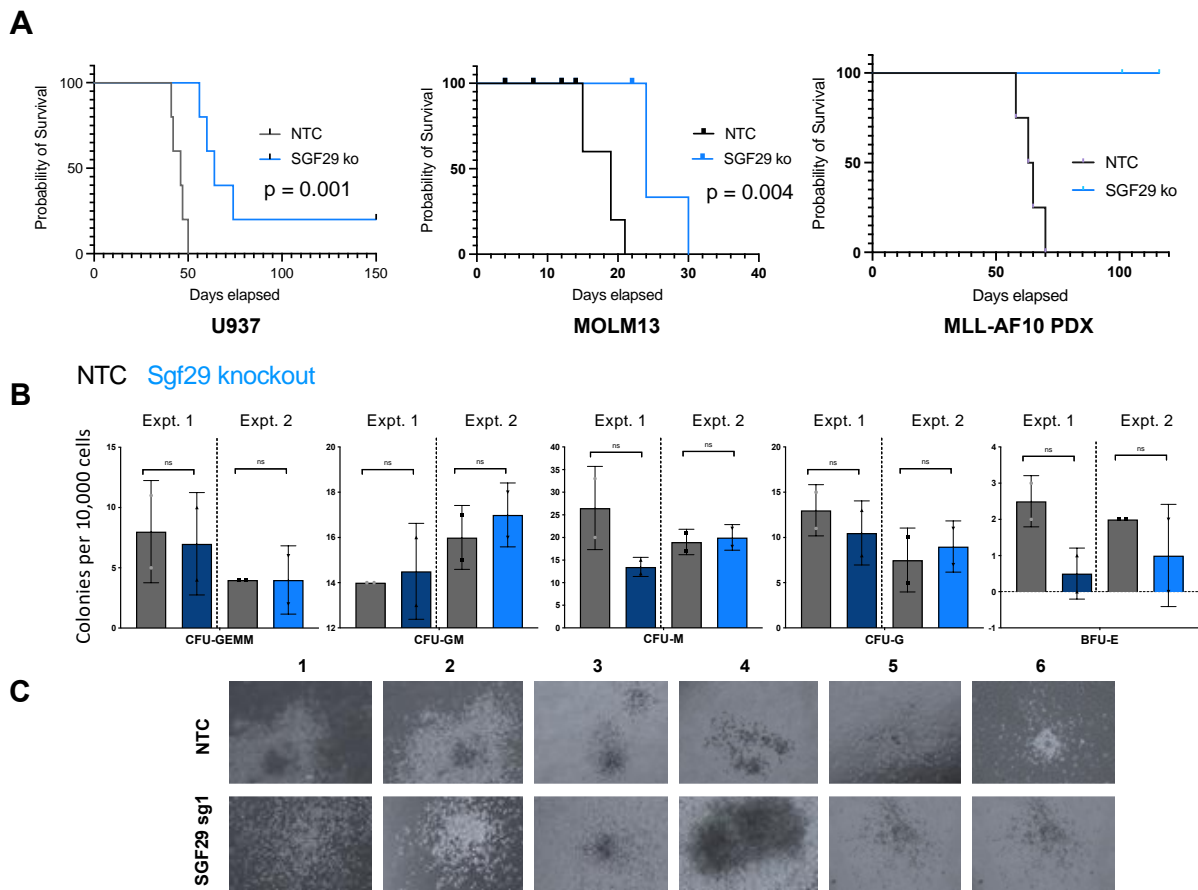 A
Probability of Survival
100
50
0
0
50
100
150
NTC
SGF29 ko
p = 0.001
Days elapsed
U937
Probability of Survival
100
50
0
0
10
20
30
40
NTC
SGF29 ko
p = 0.004
Days elapsed
MOLM13
Probability of Survival
100
50
0
0
50
100
NTC
SGF29 ko
Days elapsed
MLL-AF10 PDX
NTC Sgf29 knockout
B
Colonies per 10,000 cells
Expt. 1 Expt. 2
15
10
5
0
ns
ns
CFU-GEMM
Expt. 1 Expt. 2
20
18
16
14
12
ns
ns
CFU-GM
Expt. 1 Expt. 2
40
35
30
25
20
15
10
5
0
ns
ns
CFU-M
Expt. 1 Expt. 2
20
15
10
5
0
ns
ns
CFU-G
Expt. 1 Expt. 2
4
3
2
1
0
-1
ns
ns
BFU-E
C
1 2 3 4 5 6
NTC
SGF29 sg1